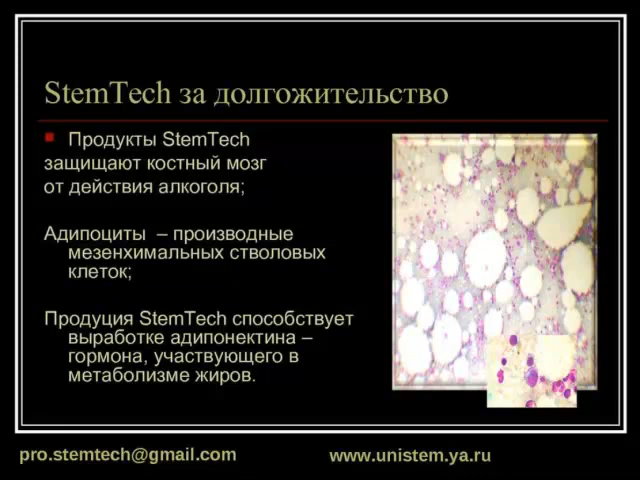 StemTech за долгожительство
Продукты StemTech
защищают костный мозг
от действия алкоголя;
Адипоциты – производные
мезенхимальных стволовых
клеток;
Продуция StemTech способствует
выработке адипонектина –
гормона, участвующего в
метаболизме жиров.
pro.stemtech@gmail.com
www.unistem.ya.ru